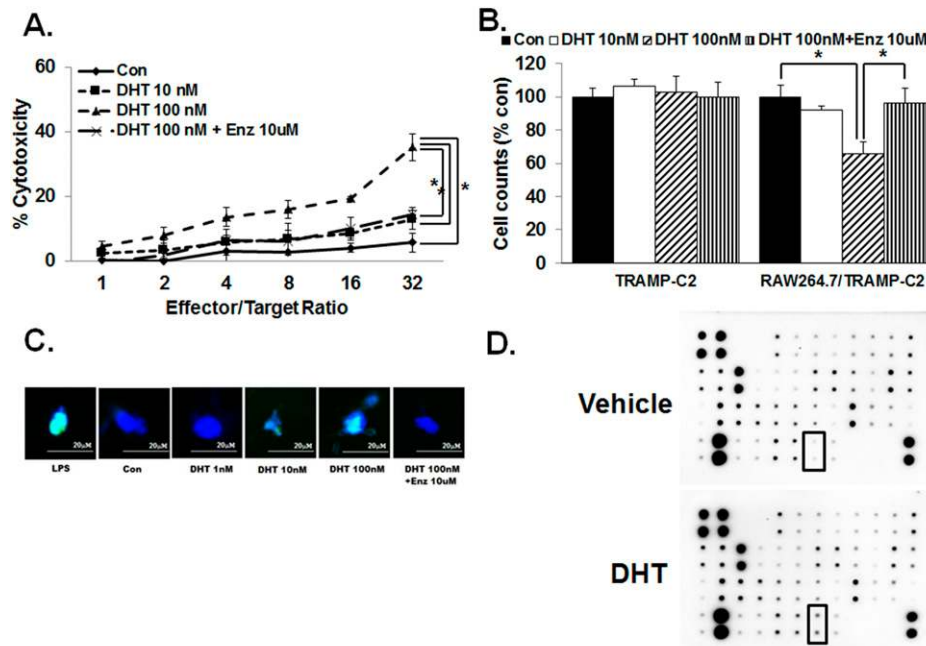 A.
60
40
20
0
% Cytotoxicity
Con
DHT 10 nM
DHT 100 nM
DHT 100 nM + Enz 10uM
*
*
*
1 2 4 8 16 32
Effector/Target Ratio
B.
Con DHT 10nM DHT 100nM DHT 100nM+Enz 10uM
* *
120
100
80
60
40
20
0
Cell counts (% con)
TRAMP-C2 RAW264.7/TRAMP-C2
C.
20µM 20µM 20µM 20µM 20µM 20µM
LPS Con DHT 1nM DHT 10nM DHT 100nM DHT 100nM
+Enz 10uM
D.
Vehicle
DHT